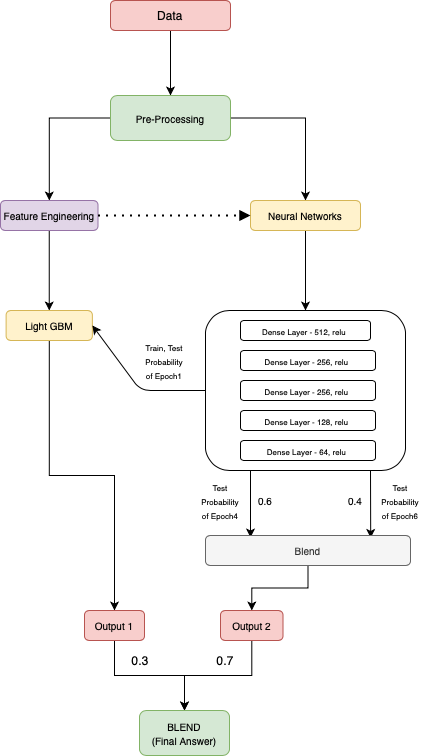 Data
Pre-Processing
Feature Engineering
Neural Networks
Light GBM
Train, Test
Probability
of Epoch1
Dense Layer - 512, relu
Dense Layer - 256, relu
Dense Layer - 256, relu
Dense Layer - 128, relu
Dense Layer - 64, relu
Test
Probability
of Epoch4
0.6
0.4
Test
Probability
of Epoch6
Blend
Output 1
Output 2
0.3
0.7
BLEND
(Final Answer)